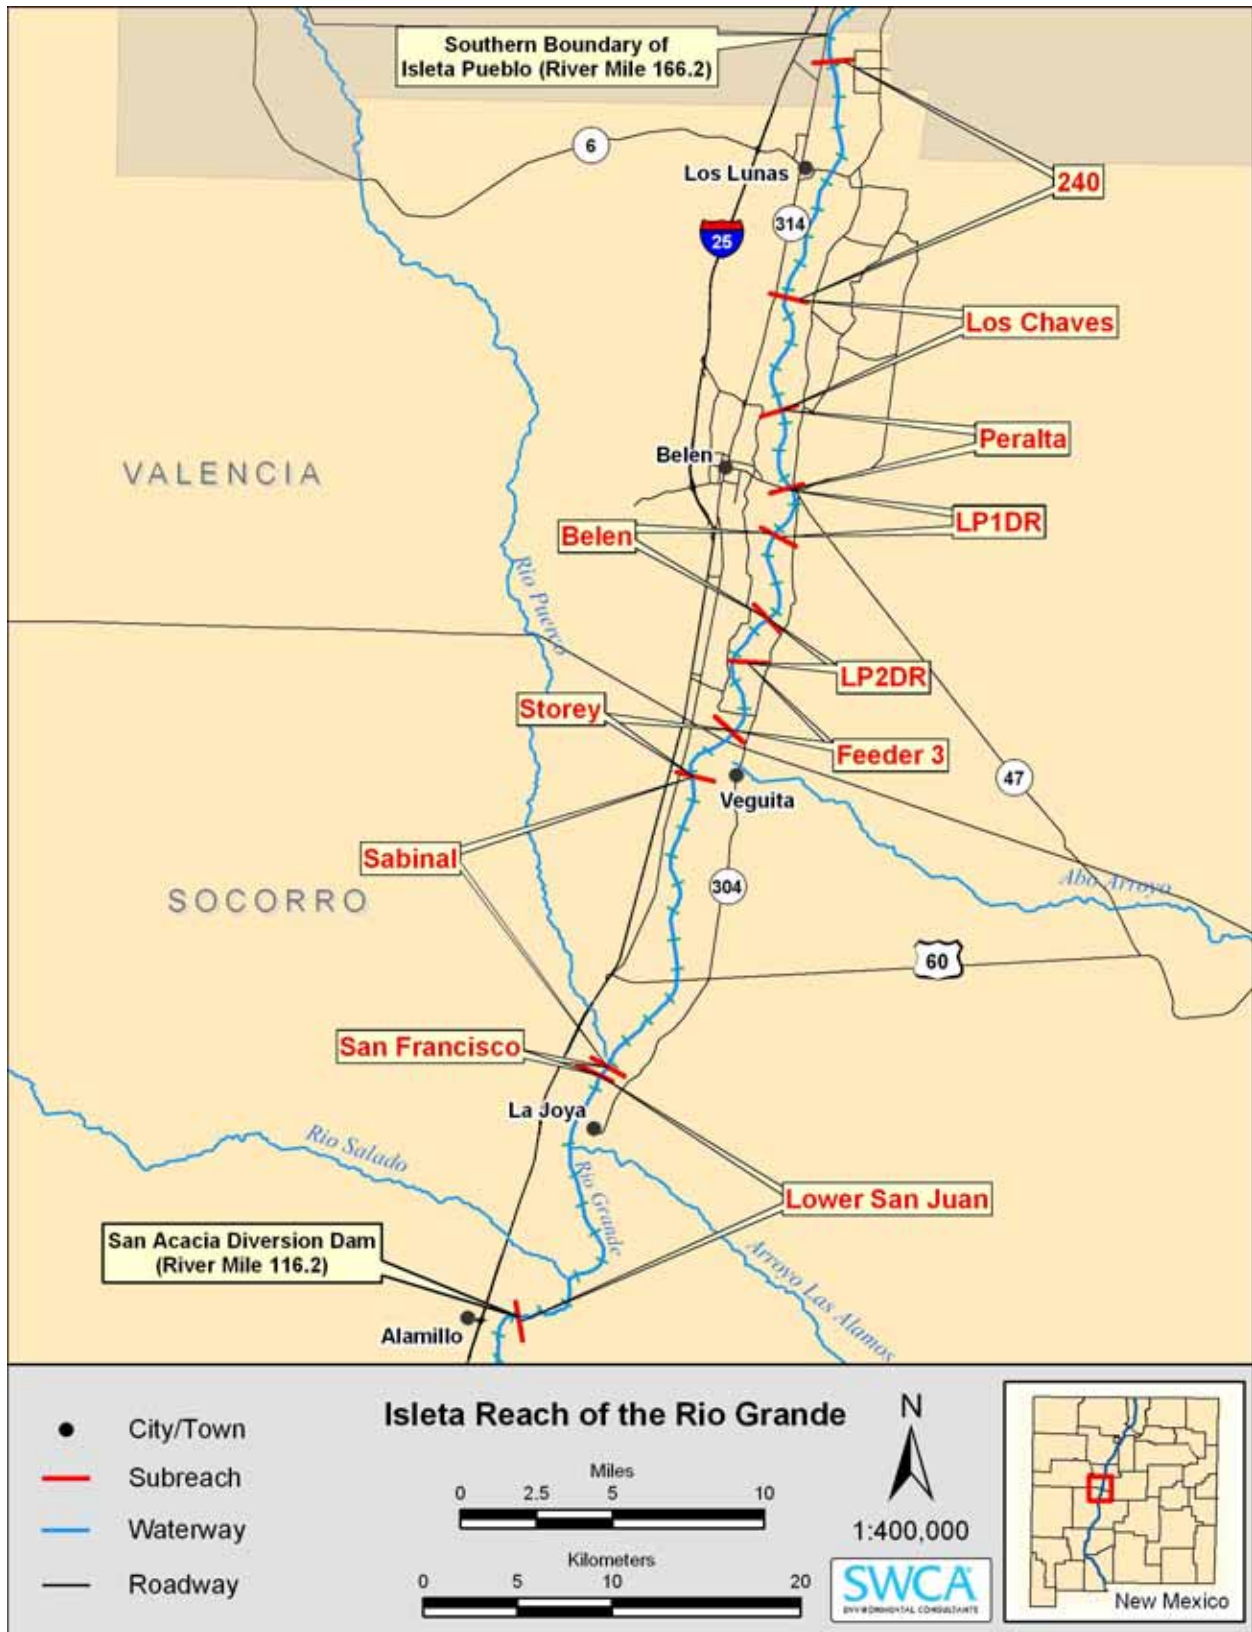 Southern Boundary of
Isleta Pueblo (River Mile 166.2)
6
Los Lunas
240
314
25
Los Chaves
Belen
Peralta
VALENCIA
LP1DR
Belen
Rio Puerco
LP2DR
Storey
Feeder 3
47
Veguita
Sabinal
304
Abo Arroyo
SOCORRO
60
San Francisco
La Joya
Rio Salado
Rio Grande
Lower San Juan
San Acacia Diversion Dam
(River Mile 116.2)
Arroyo Las Alamos
Alamillo
City/Town
Subreach
Waterway
Roadway
Isleta Reach of the Rio Grande
Miles
0 2.5 5 10
Kilometers
0 5 10 20
N
1:400,000
SWCA
ENVIRONMENTAL CONSULTANTS
New Mexico